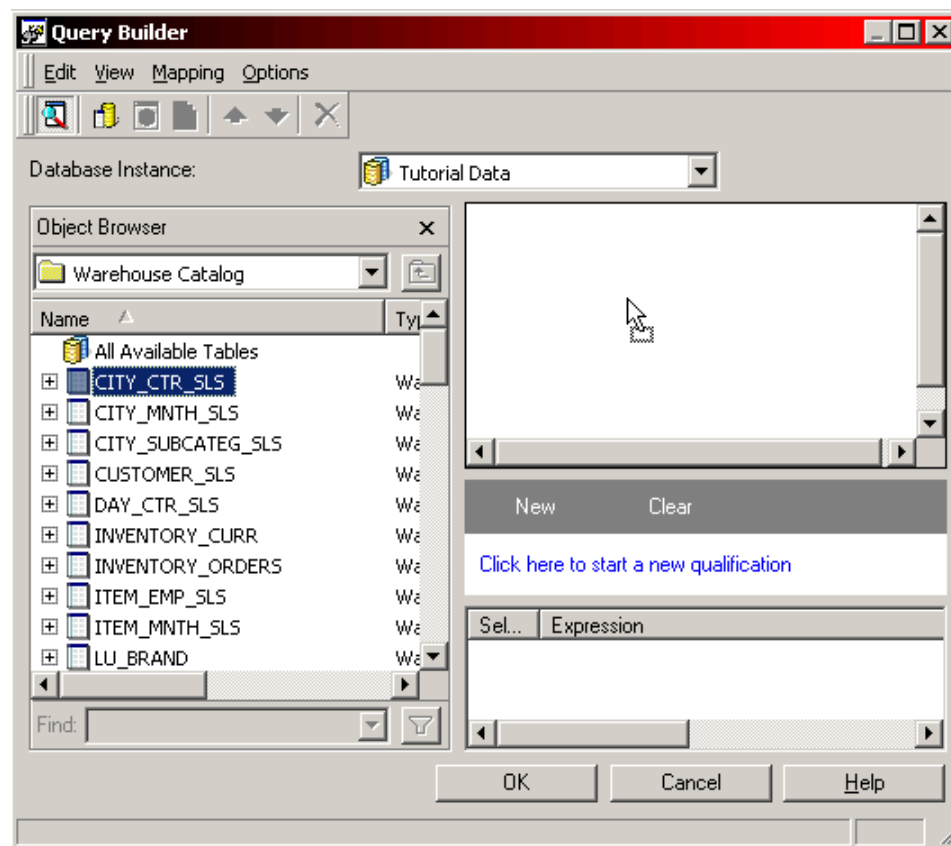 Query Builder
Edit View Mapping Options
Database Instance:
Tutorial Data
Object Browser
Warehouse Catalog
Name
All Available Tables
CITY_CTR_SLS
CITY_MNTH_SLS
CITY_SUBCATEG_SLS
CUSTOMER_SLS
DAY_CTR_SLS
INVENTORY_CURR
INVENTORY_ORDERS
ITEM_EMP_SLS
ITEM_MNTH_SLS
LU_BRAND
Find:
New Clear
Click here to start a new qualification
Sel... Expression
OK Cancel Help